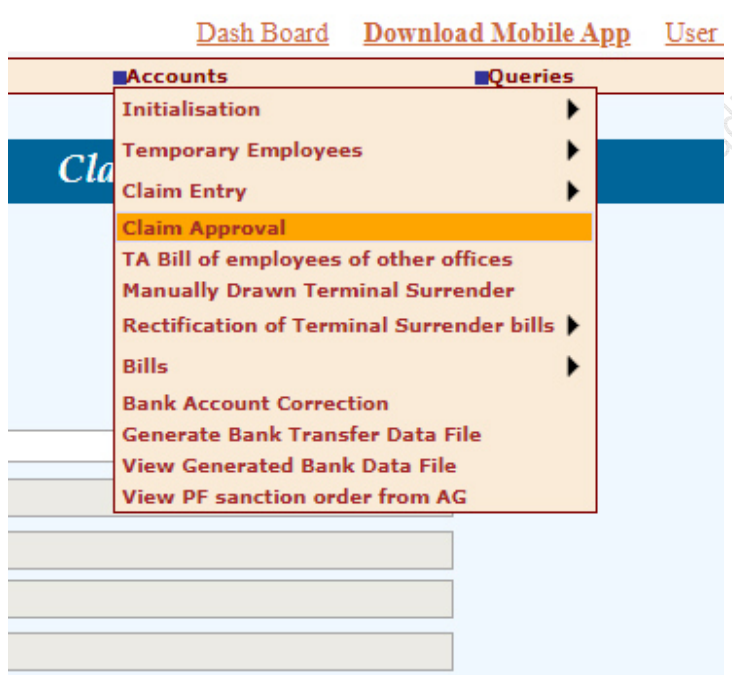 Dash Board Download Mobile App User
Accounts Queries
Initialisation
Temporary Employees
Cla
Claim Entry
Claim Approval
TA Bill of employees of other offices
Manually Drawn Terminal Surrender
Rectification of Terminal Surrender bills
Bills
Bank Account Correction
Generate Bank Transfer Data File
View Generated Bank Data File
View PF sanction order from AG